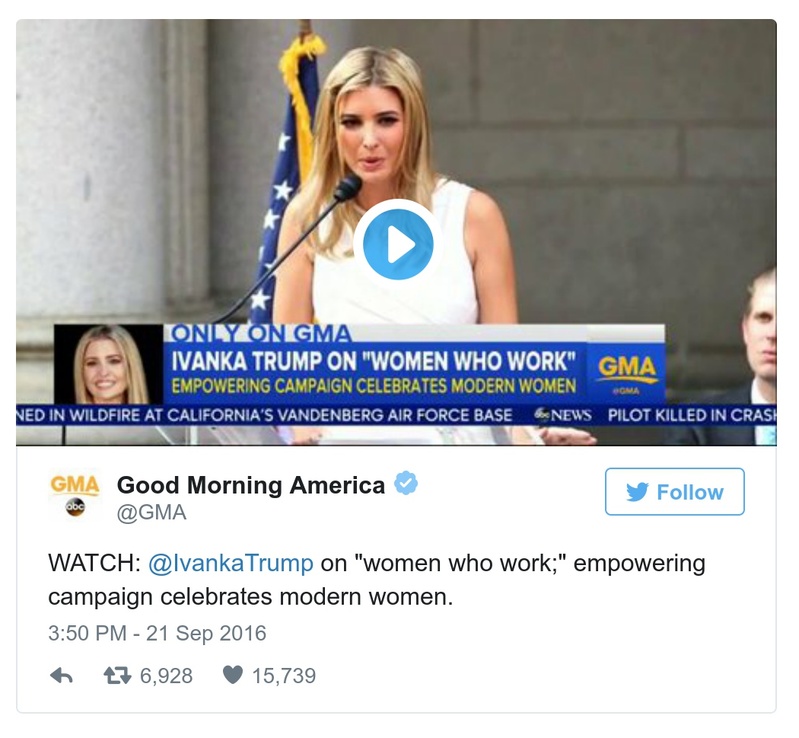 ONLY ON GMA
IVANKA TRUMP ON "WOMEN WHO WORK"
EMPOWERING CAMPAIGN CELEBRATES MODERN WOMEN
GMA
@GMA
NED IN WILDFIRE AT CALIFORNIA'S VANDENBERG AIR FORCE BASE abc NEWS PILOT KILLED IN CRASH
GMA
abc
Good Morning America
@GMA
Follow
WATCH: @IvankaTrump on "women who work;" empowering
campaign celebrates modern women.
3:50 PM - 21 Sep 2016
6,928 15,739